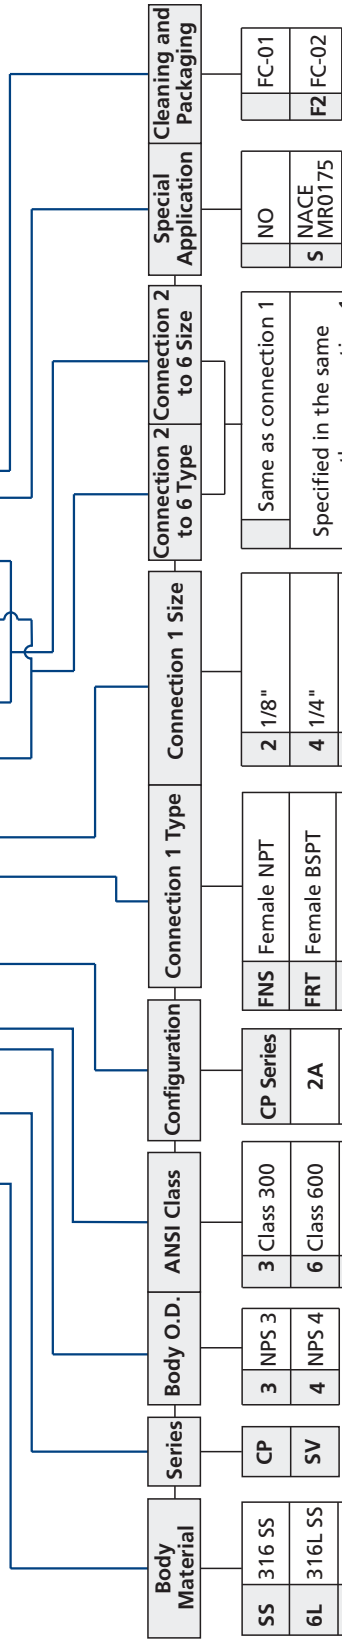 Body
Material
Series
Body O.D.
ANSI Class
Configuration
Connection 1 Type
Connection 1 Size
Connection 2
to 6 Type
Connection 2
to 6 Size
Special
Application
Cleaning and
Packaging
SS 316 SS
6L 316L SS
CP
SV
3 NPS 3
4 NPS 4
3 Class 300
6 Class 600
CP Series
2A
FNS Female NPT
FRT Female BSPT
2 1/8"
4 1/4"
Same as connection 1
Specified in the same
NO
S NACE
MR0175
FC-01
F2 FC-02